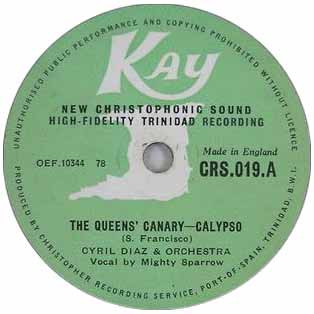 UNAUTHORISED PUBLIC PERFORMANCE AND COPYING PROHIBITED WITHOUT LICENCE
KAY
NEW CHRISTOPHONIC SOUND
HIGH-FIDELITY TRINIDAD RECORDING
Made in England
OEF.10344 78
CRS.019.A
THE QUEENS' CANARY—CALYPSO
(S. Francisco)
CYRIL DIAZ & ORCHESTRA
Vocal by Mighty Sparrow
PRODUCED BY CHRISTOPHER RECORDING SERVICE, PORT-OF-SPAIN, TRINIDAD, B.W.I.